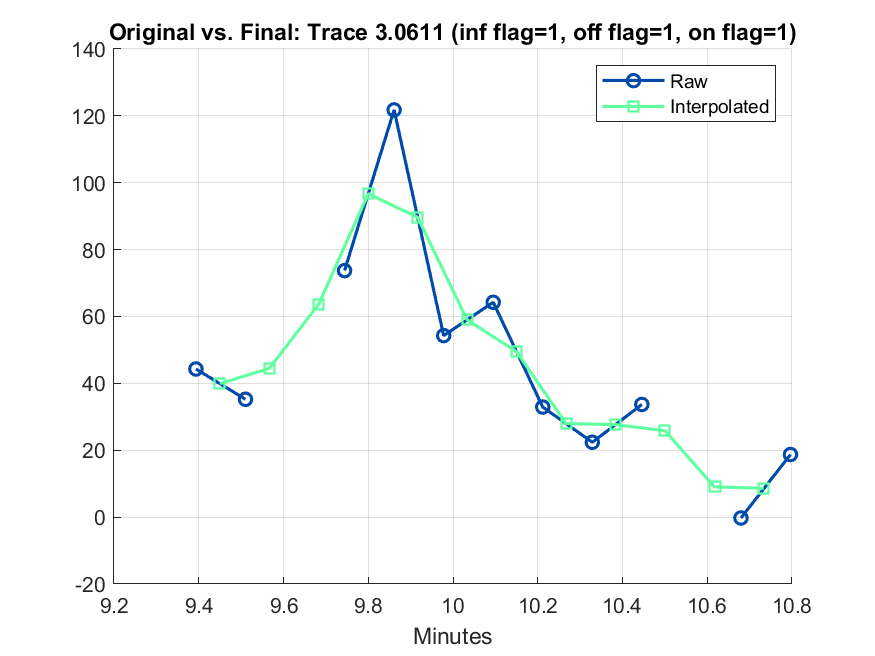 Original vs. Final: Trace 3.0611 (inf flag=1, off flag=1, on flag=1)
140
120
100
80
60
40
20
0
-20
Raw
Interpolated
9.2 9.4 9.6 9.8 10 10.2 10.4 10.6 10.8
Minutes